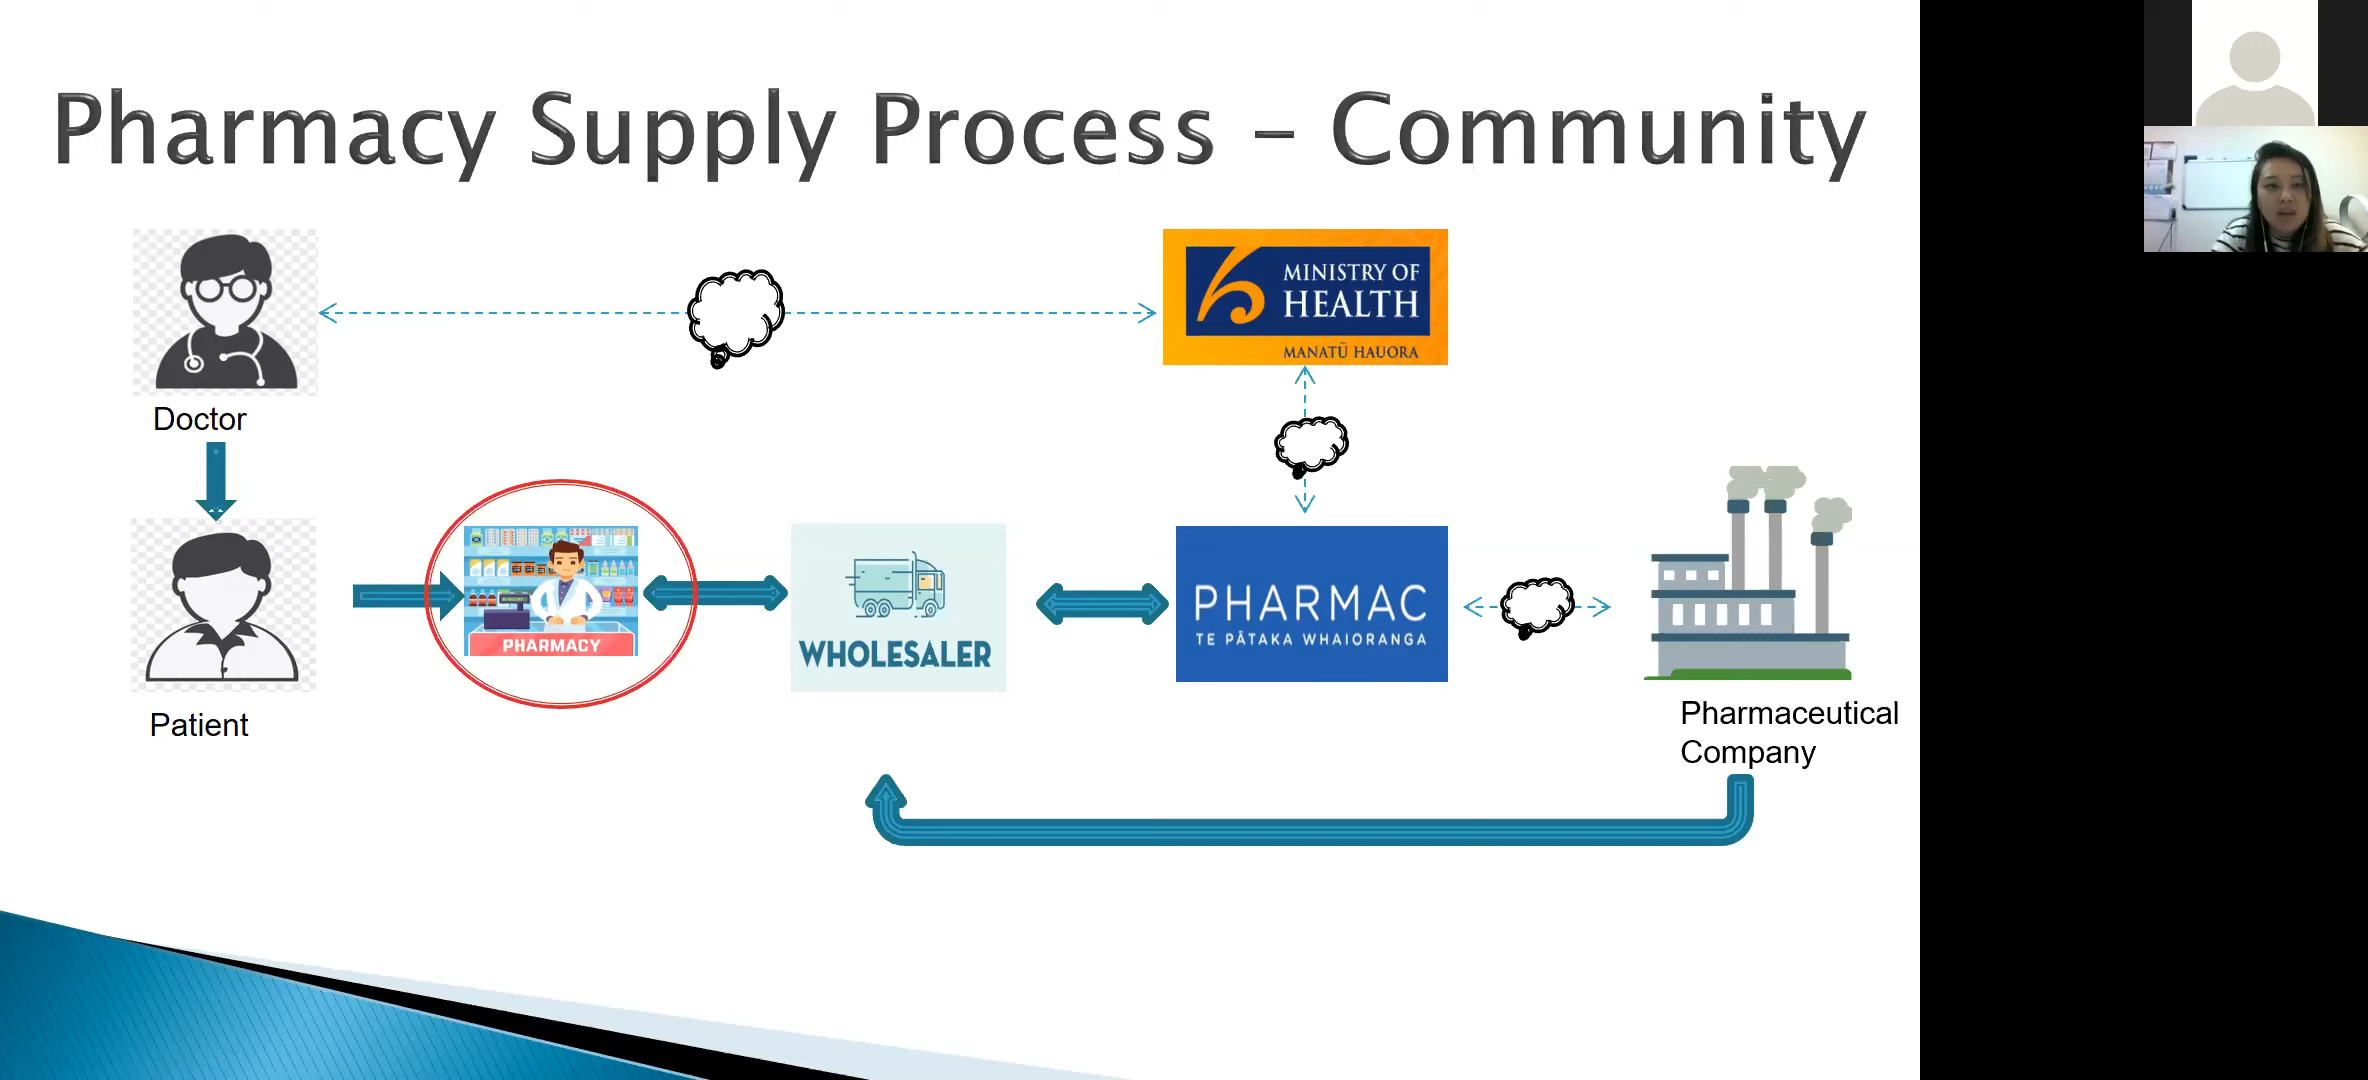 Pharmacy Supply Process - Community
MINISTRY OF
HEALTH
MANATŪ HAUORA
Doctor
PHARMACY
WHOLESALER
PHARMAC
TE PĀTAKA WHAIORANGA
Patient
Pharmaceutical
Company